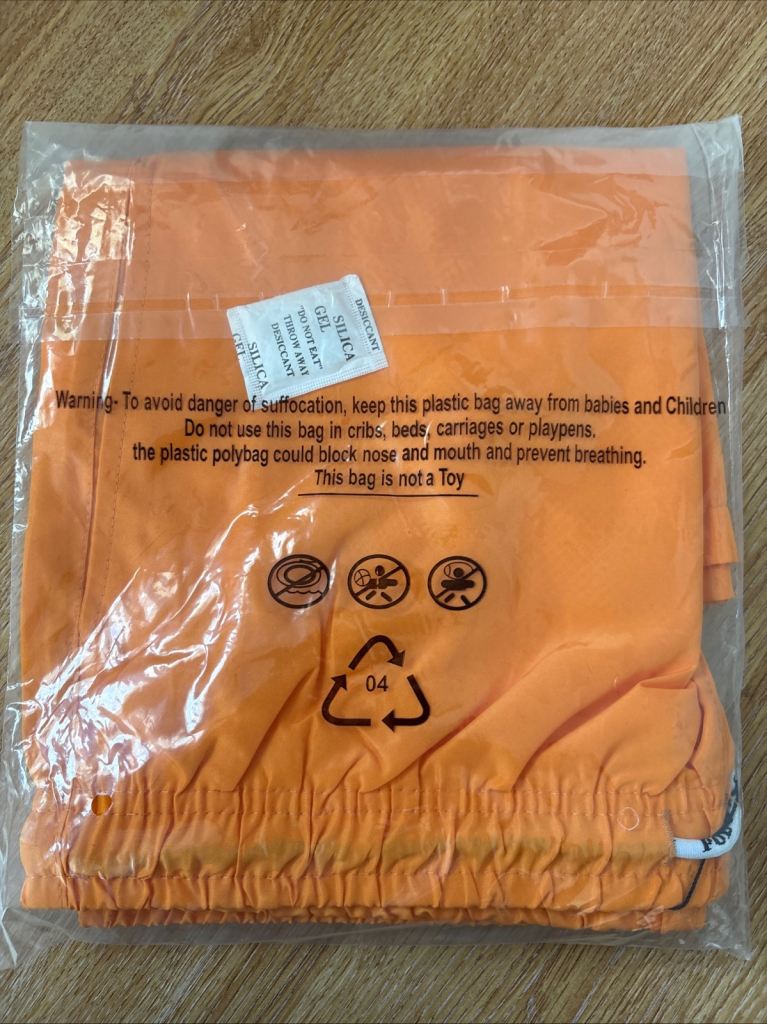 DESICCANT
SILICA
GEL
"DO NOT EAT"
THROW AWAY
DESICCANT
SILICA
GEL
Warning- To avoid danger of suffocation, keep this plastic bag away from babies and Children
Do not use this bag in cribs, beds, carriages or playpens.
the plastic polybag could block nose and mouth and prevent breathing.
This bag is not a Toy
04